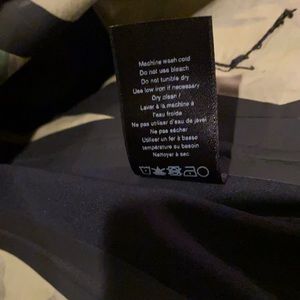 Machine wash cold
Do not use bleach
Do not tumble dry
Use low iron if necessary
Dry clean /
Laver à la machine à
l'eau froide
Ne pas utiliser d'eau de javel
Ne pas sécher
Utiliser un fer à basse
température si nécessaire
Nettoyer à sec